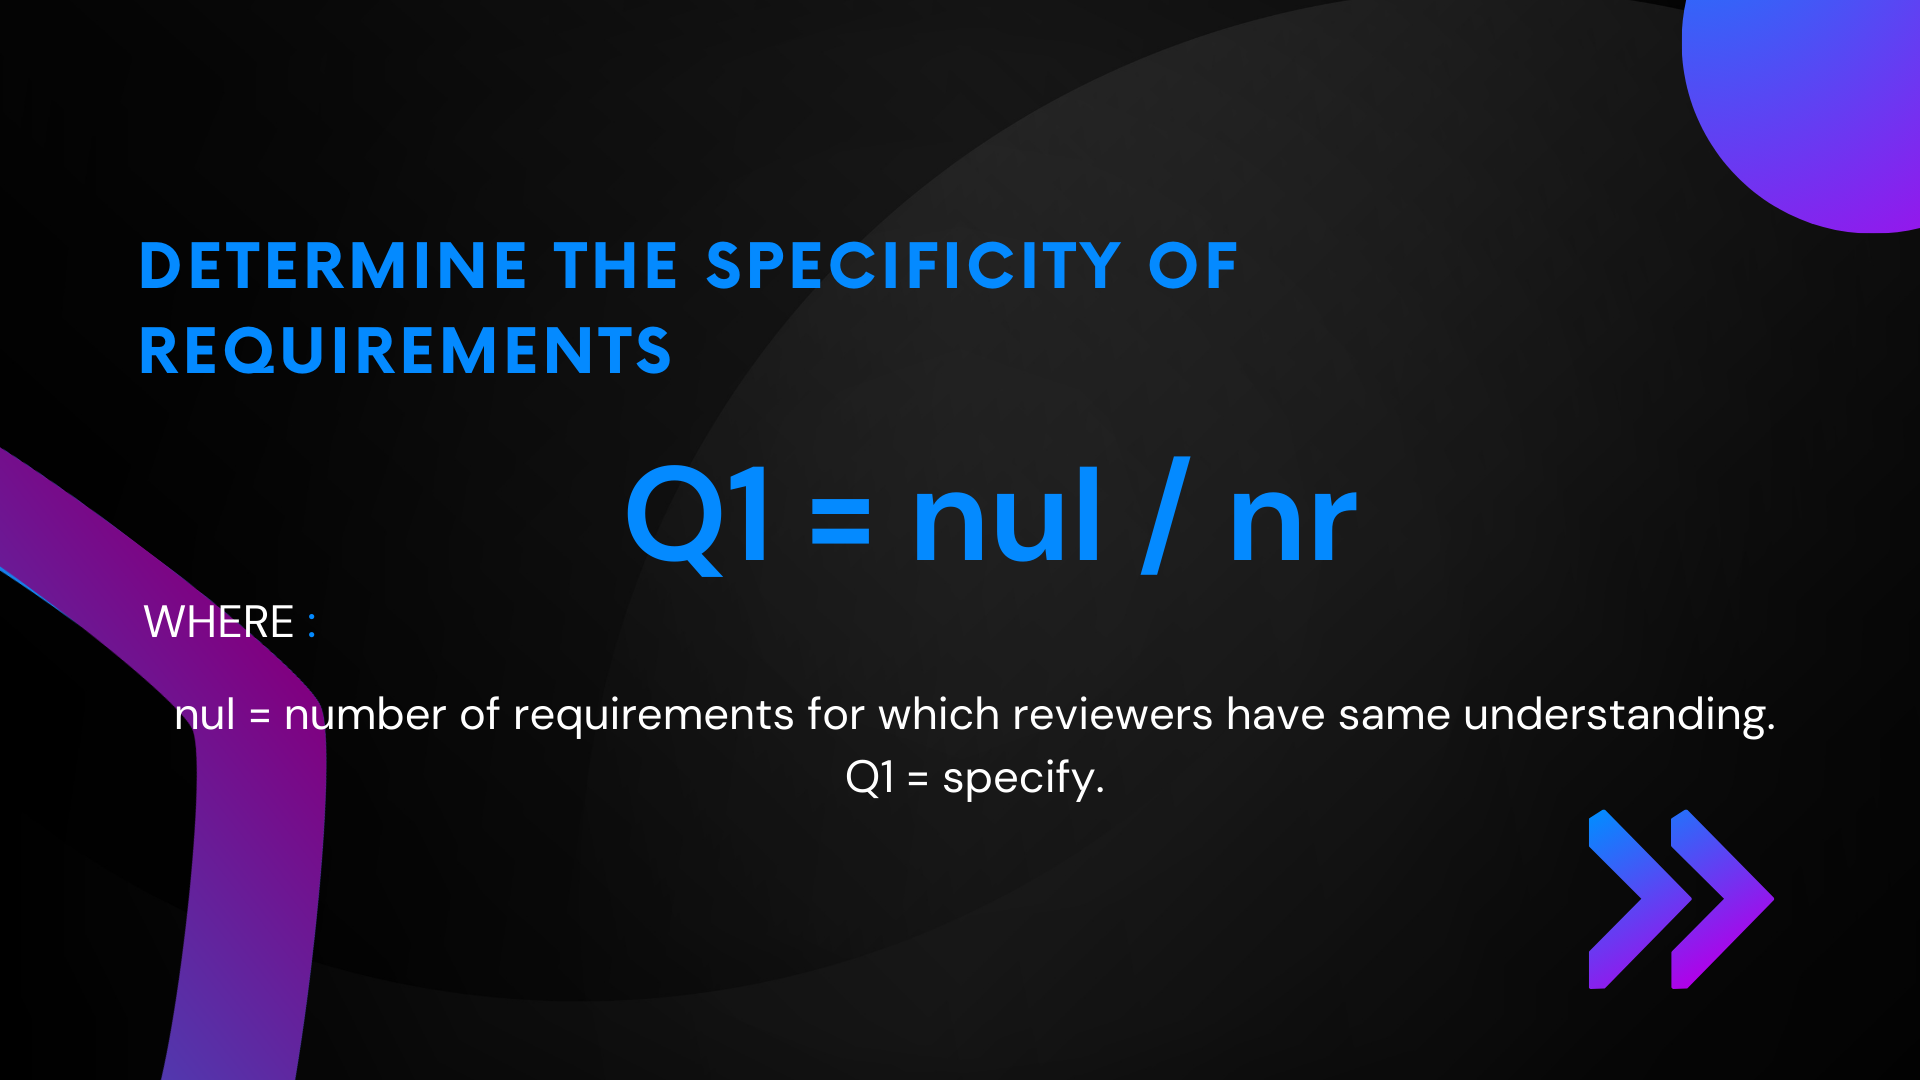 DETERMINE THE SPECIFICITY OF
REQUIREMENTS
Q1 = nul / nr
WHERE :
nul = number of requirements for which reviewers have same understanding.
Q1 = specify.